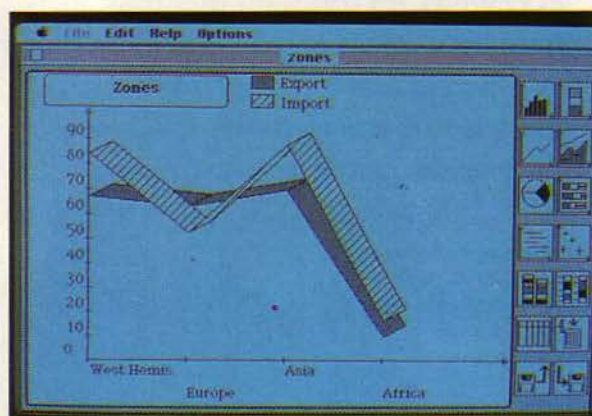 File Edit Help Options
Zones
Zones
Export
Import
90
80
70
60
50
40
30
20
10
0
West Hemis.
Asia
Europe
Africa